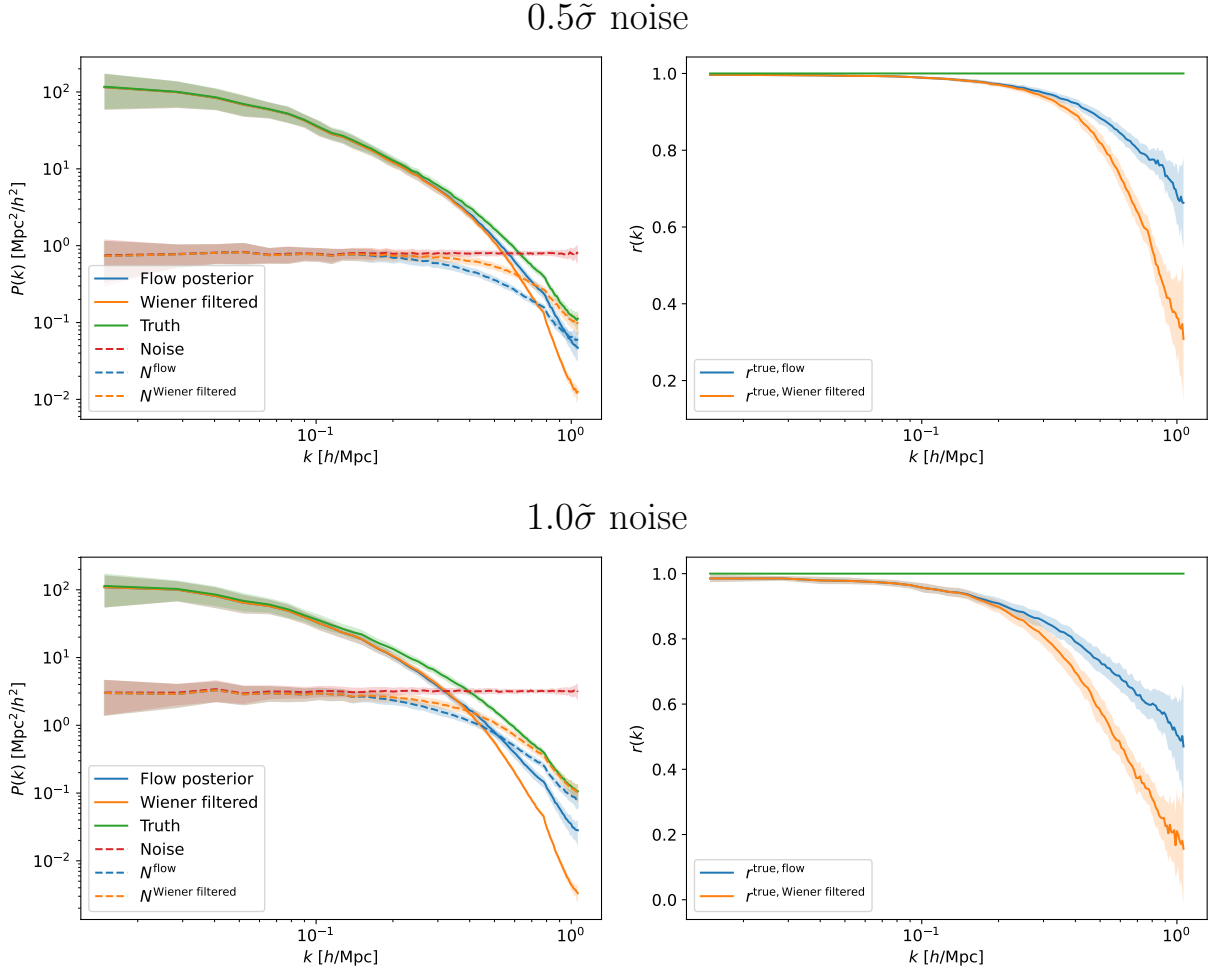 0.5σ̃ noise
10² 10¹ 10⁰ 10⁻¹ 10⁻²
P(k) [Mpc²/h²]
Flow posterior
Wiener filtered
Truth
Noise
N^flow
N^Wiener filtered
10⁻¹ 10⁰
k [h/Mpc]
1.0
0.8
0.6
0.4
0.2
r(k)
r^true, flow
r^true, Wiener filtered
10⁻¹ 10⁰
k [h/Mpc]
1.0σ̃ noise
10² 10¹ 10⁰ 10⁻¹ 10⁻²
P(k) [Mpc²/h²]
Flow posterior
Wiener filtered
Truth
Noise
N^flow
N^Wiener filtered
10⁻¹ 10⁰
k [h/Mpc]
1.0
0.8
0.6
0.4
0.2
0.0
r(k)
r^true, flow
r^true, Wiener filtered
10⁻¹ 10⁰
k [h/Mpc]